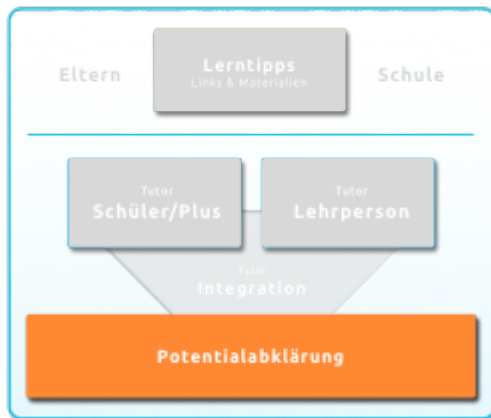 Eltern
Lerntipps
Links & Materialien
Schule
Tutor
Schüler/Plus
Tutor
Lehrperson
Tutor
Integration
Potentialabklärung